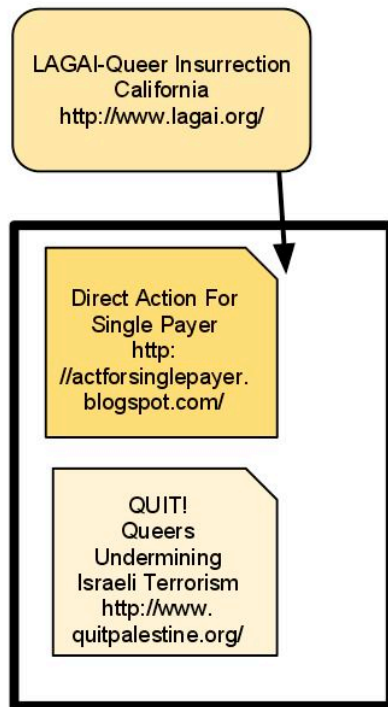 LAGAI-Queer Insurrection
California
http://www.lagai.org/
Direct Action For
Single Payer
http:
//actforsinglepayer.
blogspot.com/
QUIT!
Queers
Undermining
Israeli Terrorism
http://www.
quitpalestine.org/